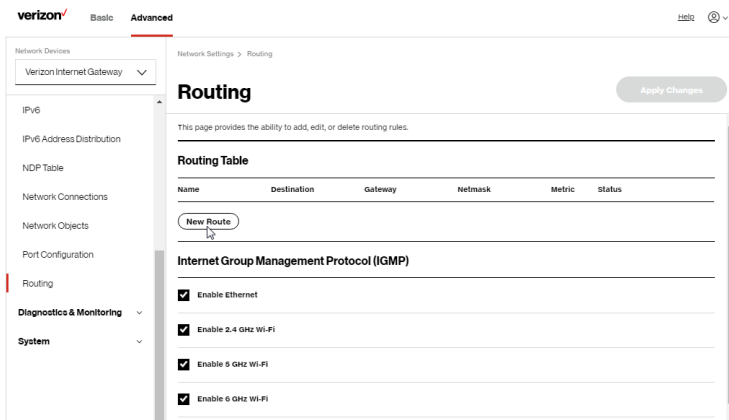 verizon✓ Basic Advanced Help
Network Devices
Verizon Internet Gateway
IPv6
IPv6 Address Distribution
NDP Table
Network Connections
Network Objects
Port Configuration
Routing
Diagnostics & Monitoring
System
Network Settings > Routing
Routing
Apply Changes
This page provides the ability to add, edit, or delete routing rules.
Routing Table
Name Destination Gateway Netmask Metric Status
New Route
Internet Group Management Protocol (IGMP)
Enable Ethernet
Enable 2.4 GHz Wi-Fi
Enable 5 GHz Wi-Fi
Enable 6 GHz Wi-Fi